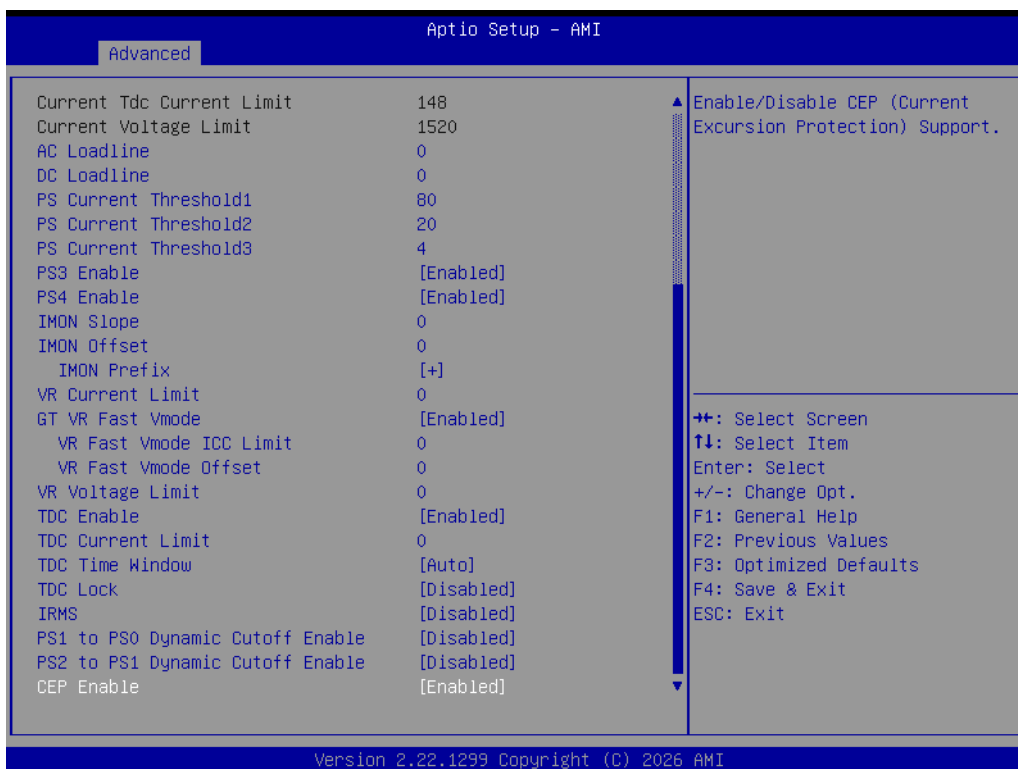 Aptio Setup – AMI
Advanced
Current Tdc Current Limit 148
Current Voltage Limit 1520
AC Loadline 0
DC Loadline 0
PS Current Threshold1 80
PS Current Threshold2 20
PS Current Threshold3 4
PS3 Enable [Enabled]
PS4 Enable [Enabled]
IMON Slope 0
IMON Offset 0
IMON Prefix [+]
VR Current Limit 0
GT VR Fast Vmode [Enabled]
VR Fast Vmode ICC Limit 0
VR Fast Vmode Offset 0
VR Voltage Limit 0
TDC Enable [Enabled]
TDC Current Limit 0
TDC Time Window [Auto]
TDC Lock [Disabled]
IRMS [Disabled]
PS1 to PS0 Dynamic Cutoff Enable [Disabled]
PS2 to PS1 Dynamic Cutoff Enable [Disabled]
CEP Enable [Enabled]
Enable/Disable CEP (Current
Excursion Protection) Support.
→←: Select Screen
↑↓: Select Item
Enter: Select
+/-: Change Opt.
F1: General Help
F2: Previous Values
F3: Optimized Defaults
F4: Save & Exit
ESC: Exit
Version 2.22.1299 Copyright (C) 2026 AMI